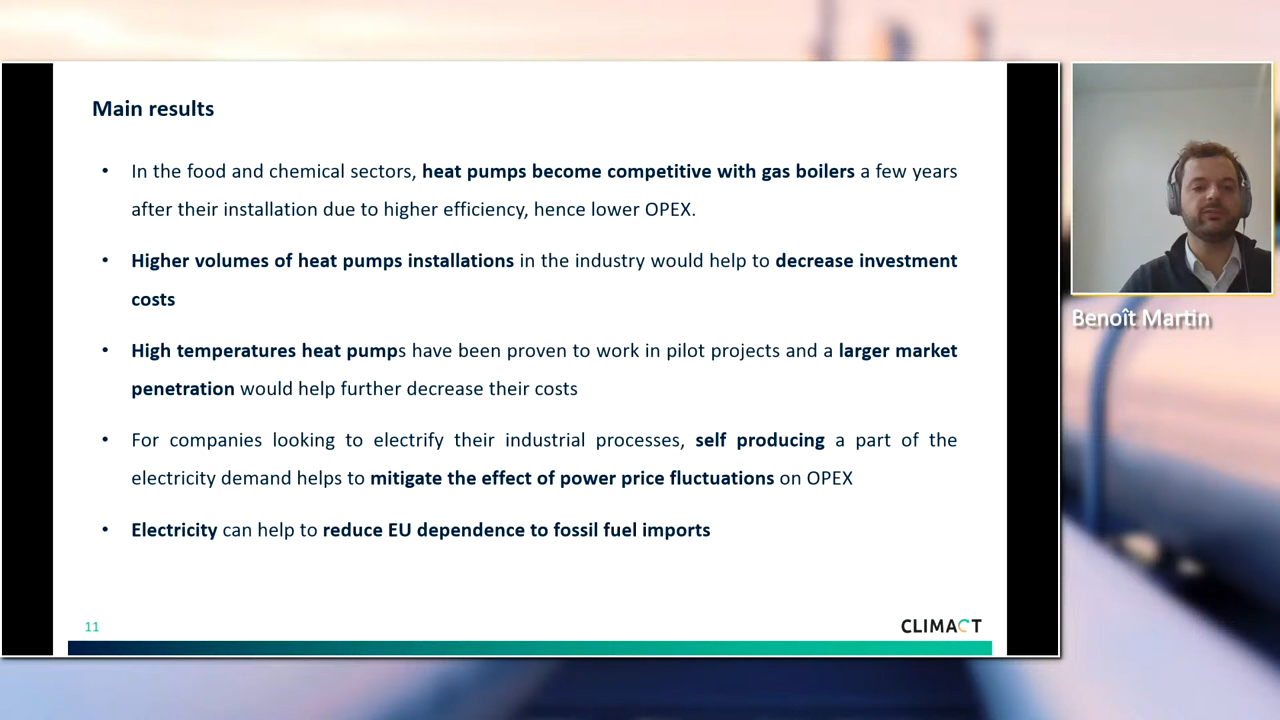 Main results
• In the food and chemical sectors, heat pumps become competitive with gas boilers a few years
after their installation due to higher efficiency, hence lower OPEX.
• Higher volumes of heat pumps installations in the industry would help to decrease investment
costs
• High temperatures heat pumps have been proven to work in pilot projects and a larger market
penetration would help further decrease their costs
• For companies looking to electrify their industrial processes, self producing a part of the
electricity demand helps to mitigate the effect of power price fluctuations on OPEX
• Electricity can help to reduce EU dependence to fossil fuel imports
11
CLIMACT
Benoît Martin